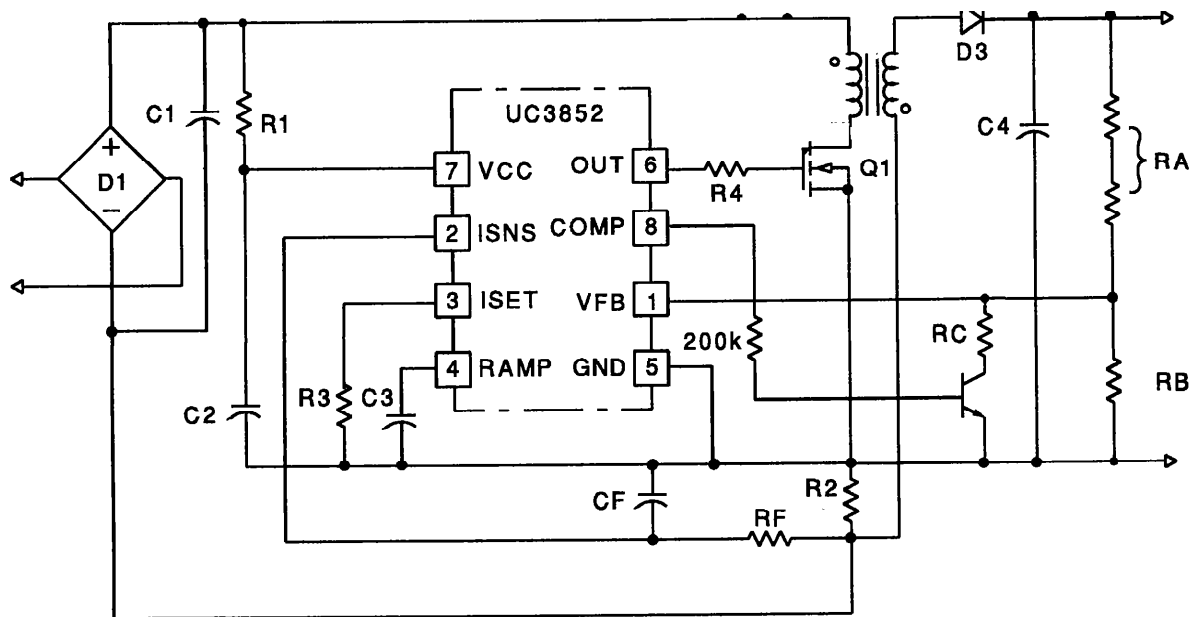 D3
C1
R1
UC3852
C4
RA
+
D1
−
7 VCC
OUT 6
R4
Q1
2 ISNS
COMP 8
3 ISET
VFB 1
200k
RC
4 RAMP
GND 5
R3
C3
C2
RB
CF
RF
R2